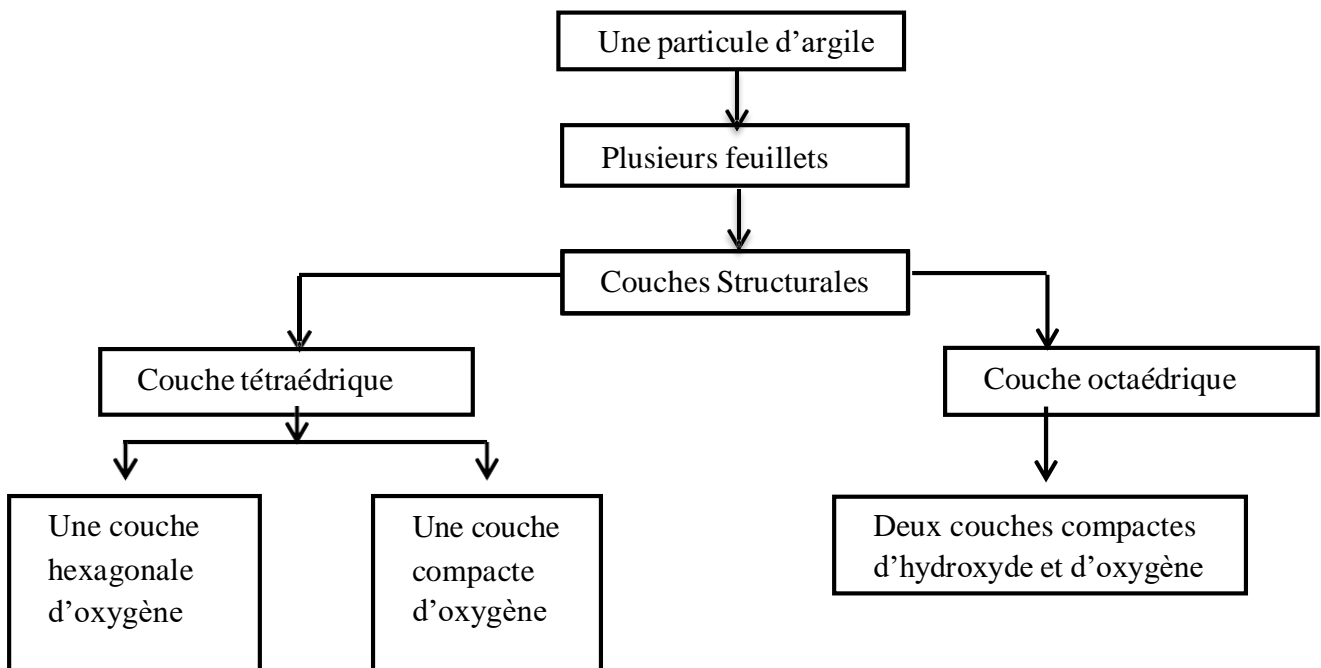 Une particule d’argile
Plusieurs feuillets
Couches Structurales
Couche tétraédrique
Couche octaédrique
Une couche
hexagonale
d’oxygène
Une couche
compacte
d’oxygène
Deux couches compactes
d’hydroxyde et d’oxygène